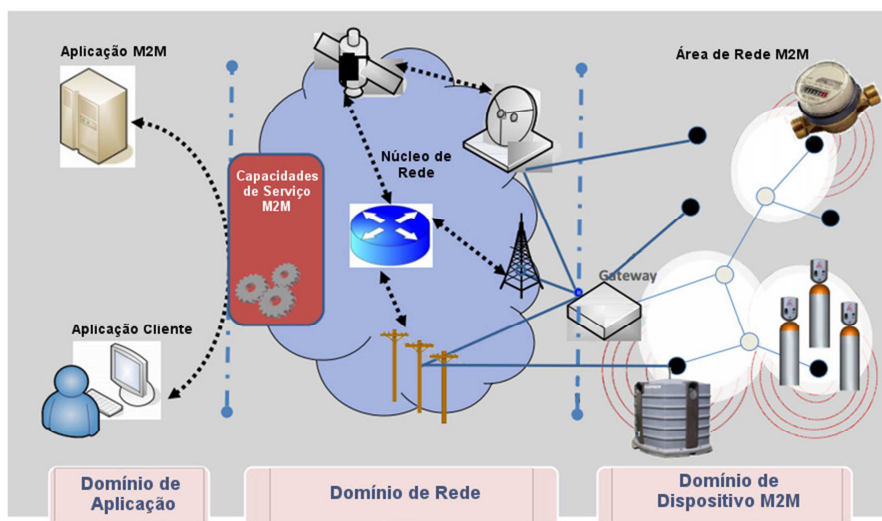 Aplicação M2M
Área de Rede M2M
Núcleo de
Rede
Capacidades
de Serviço
M2M
Gateway
Aplicação Cliente
Domínio de
Aplicação
Domínio de Rede
Domínio de
Dispositivo M2M